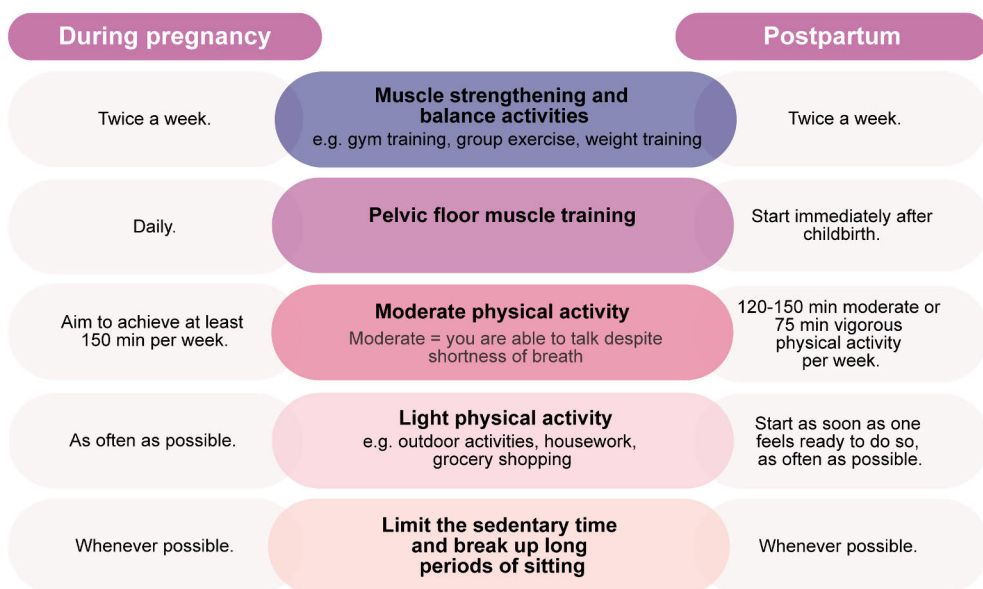 During pregnancy
Postpartum
Twice a week.
Muscle strengthening and
balance activities
e.g. gym training, group exercise, weight training
Twice a week.
Daily.
Pelvic floor muscle training
Start immediately after
childbirth.
Aim to achieve at least
150 min per week.
Moderate physical activity
Moderate = you are able to talk despite
shortness of breath
120-150 min moderate or
75 min vigorous
physical activity
per week.
As often as possible.
Light physical activity
e.g. outdoor activities, housework,
grocery shopping
Start as soon as one
feels ready to do so,
as often as possible.
Whenever possible.
Limit the sedentary time
and break up long
periods of sitting
Whenever possible.